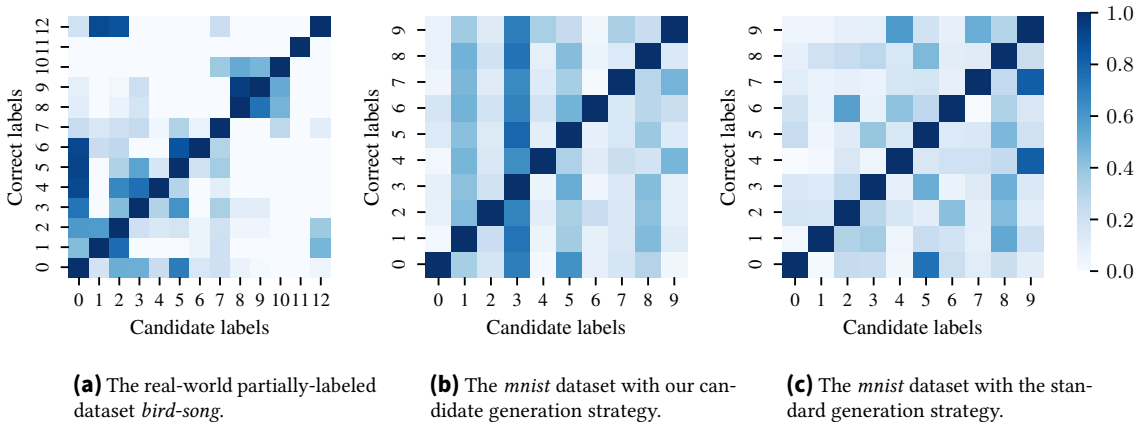 12
11
10
9
8
7
6
5
4
3
2
1
0
Correct labels
0 1 2 3 4 5 6 7 8 9 10 11 12
Candidate labels
9
8
7
6
5
4
3
2
1
0
Correct labels
0 1 2 3 4 5 6 7 8 9
Candidate labels
9
8
7
6
5
4
3
2
1
0
Correct labels
0 1 2 3 4 5 6 7 8 9
Candidate labels
1.0
0.8
0.6
0.4
0.2
0.0
(a) The real-world partially-labeled
dataset bird-song.
(b) The mnist dataset with our can-
didate generation strategy.
(c) The mnist dataset with the stan-
dard generation strategy.